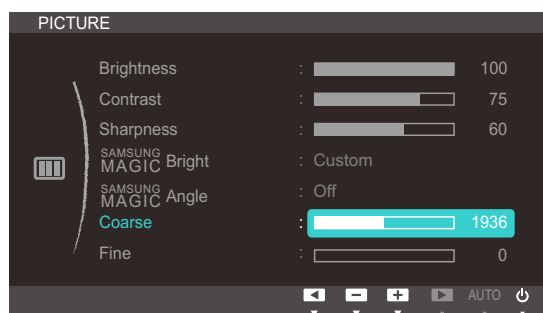 PICTURE
Brightness : 100
Contrast : 75
Sharpness : 60
SAMSUNG MAGIC Bright : Custom
SAMSUNG MAGIC Angle : Off
Coarse : 1936
Fine : 0
AUTO